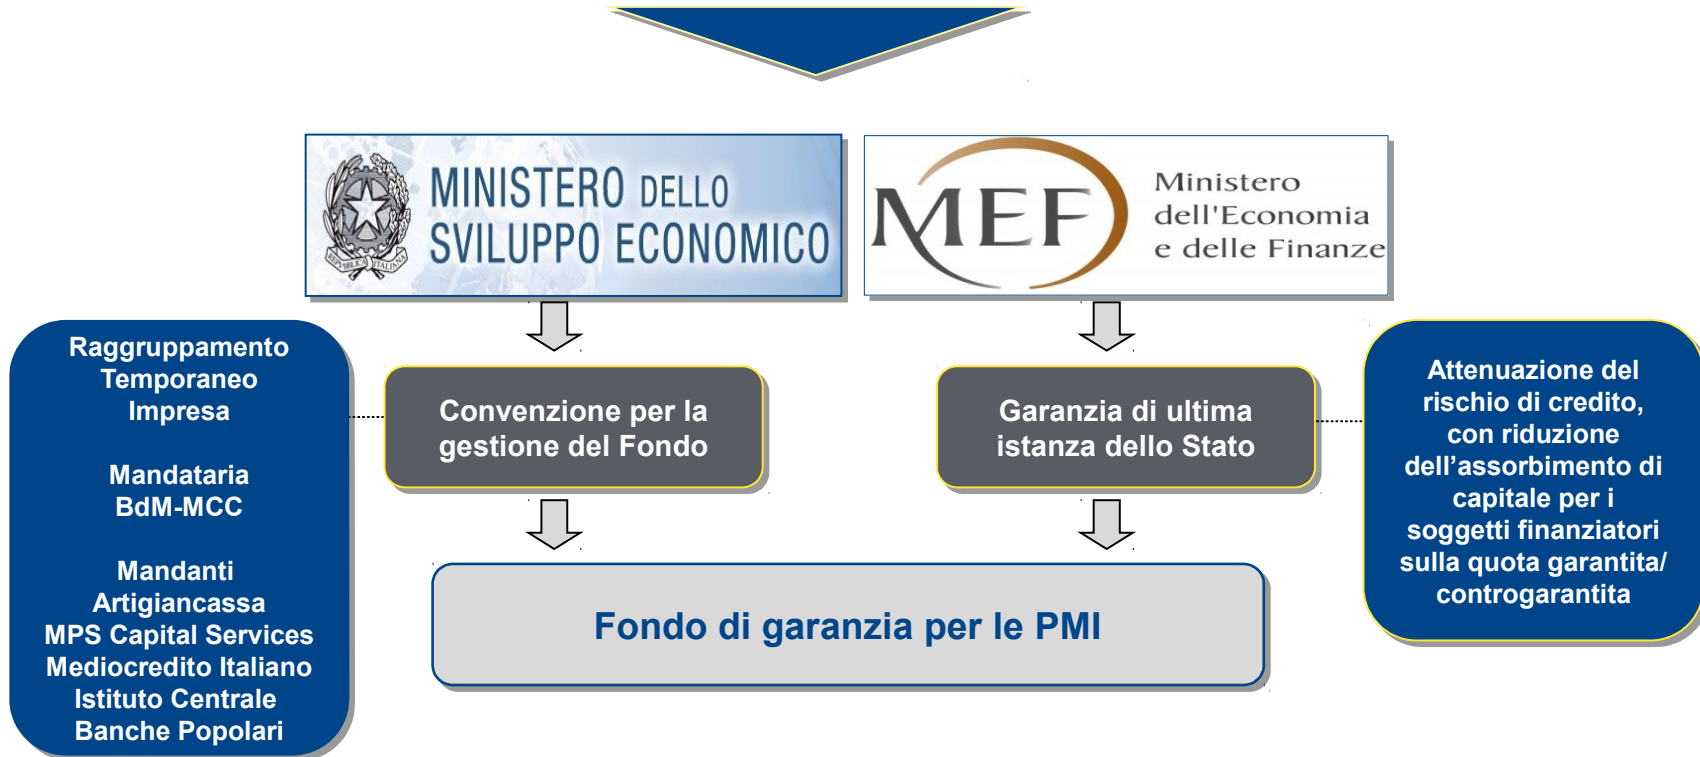 MINISTERO DELLO
SVILUPPO ECONOMICO
REPVBBLICA ITALIANA
MEF
Ministero
dell'Economia
e delle Finanze
Raggruppamento
Temporaneo
Impresa
Mandataria
BdM-MCC
Mandanti
Artigiancassa
MPS Capital Services
Mediocredito Italiano
Istituto Centrale
Banche Popolari
Convenzione per la
gestione del Fondo
Garanzia di ultima
istanza dello Stato
Attenuazione del
rischio di credito,
con riduzione
dell’assorbimento di
capitale per i
soggetti finanziatori
sulla quota garantita/
controgarantita
Fondo di garanzia per le PMI